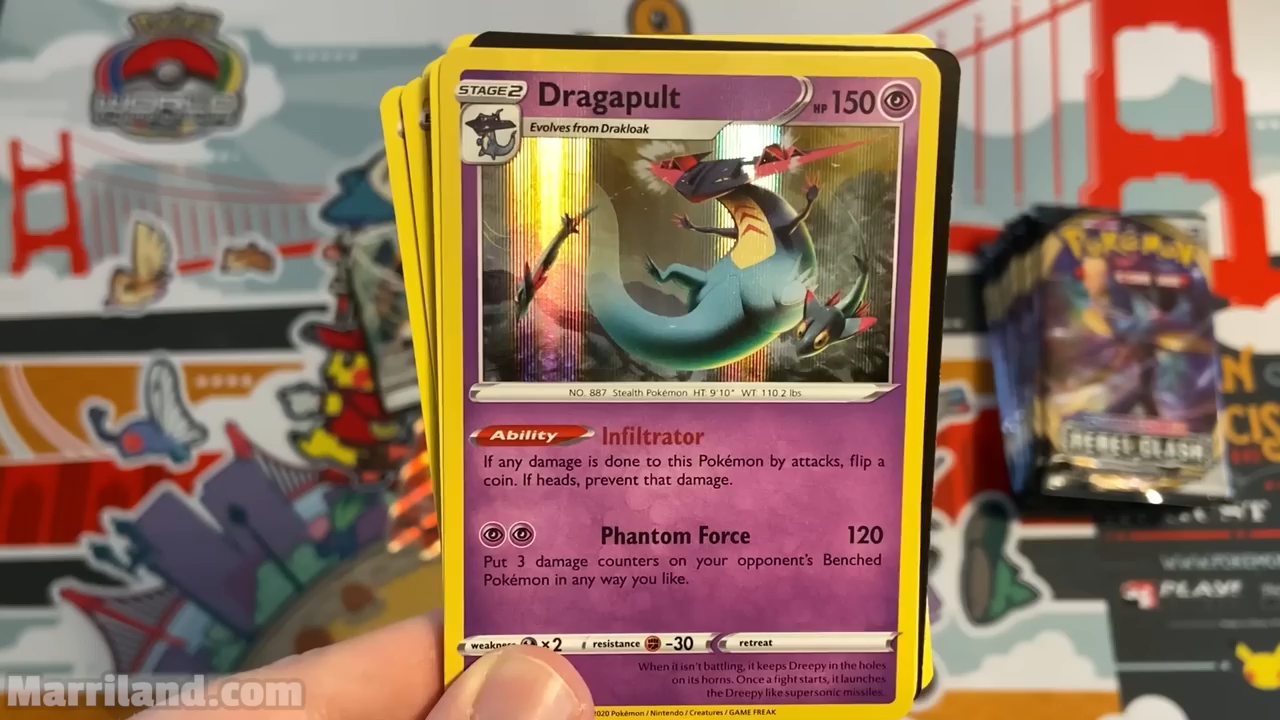 WORLD
STAGE2
Dragapult
HP 150
Evolves from Drakloak
NO. 887 Stealth Pokémon HT 9'10" WT 110.2 lbs
Ability Infiltrator
If any damage is done to this Pokémon by attacks, flip a
coin. If heads, prevent that damage.
Phantom Force 120
Put 3 damage counters on your opponent's Benched
Pokémon in any way you like.
weakness ×2 resistance -30 retreat
When it isn't battling, it keeps Dreepy in the holes
on its horns. Once a fight starts, it launches
the Dreepy like supersonic missiles.
2020 Pokémon / Nintendo / Creatures / GAME FREAK
POKéMON
REBEL CLASH
PLAY!
Marriland.com